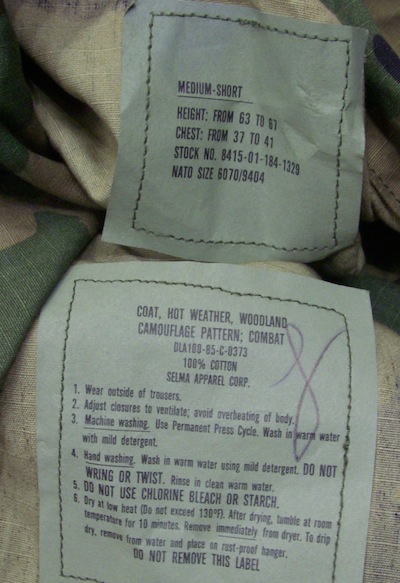 MEDIUM-SHORT
HEIGHT: FROM 63 TO 67
CHEST: FROM 37 TO 41
STOCK NO. 8415-01-184-1329
NATO SIZE 6070/9404
COAT, HOT WEATHER, WOODLAND
CAMOUFLAGE PATTERN; COMBAT
DLA100-85-C-0373
100% COTTON
SELMA APPAREL CORP.
1. Wear outside of trousers.
2. Adjust closures to ventilate; avoid overheating of body.
3. Machine washing. Use Permanent Press Cycle. Wash in warm water
with mild detergent.
4. Hand washing. Wash in warm water using mild detergent. DO NOT
WRING OR TWIST. Rinse in clean warm water.
5. DO NOT USE CHLORINE BLEACH OR STARCH.
6. Dry at low heat (Do not exceed 130°F). After drying, tumble at room
temperature for 10 minutes. Remove immediately from dryer. To drip
dry, remove from water and place on rust-proof hanger.
DO NOT REMOVE THIS LABEL